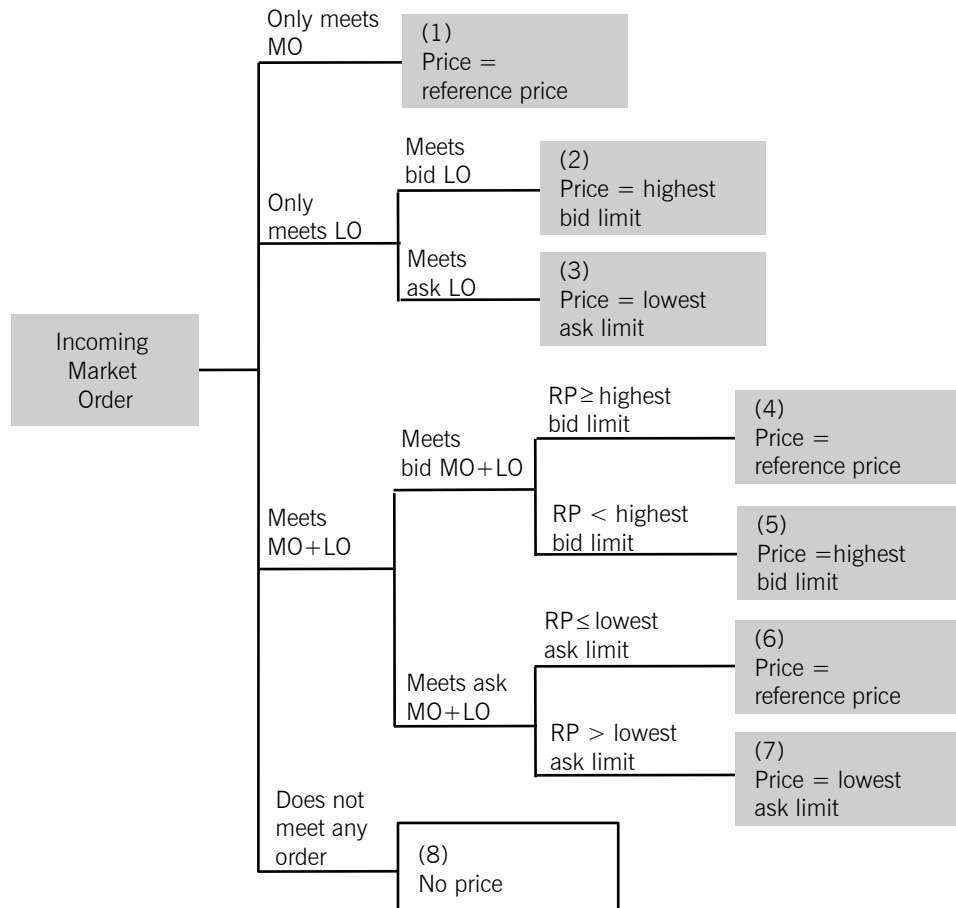 Only meets
MO
(1)
Price =
reference price
Meets
bid LO
(2)
Price = highest
bid limit
Only
meets LO
Meets
ask LO
(3)
Price = lowest
ask limit
Incoming
Market
Order
RP≥ highest
bid limit
(4)
Price =
reference price
Meets
bid MO+LO
RP < highest
bid limit
(5)
Price =highest
bid limit
Meets
MO+LO
RP≤ lowest
ask limit
(6)
Price =
reference price
Meets ask
MO+LO
RP > lowest
ask limit
(7)
Price = lowest
ask limit
Does not
meet any
order
(8)
No price